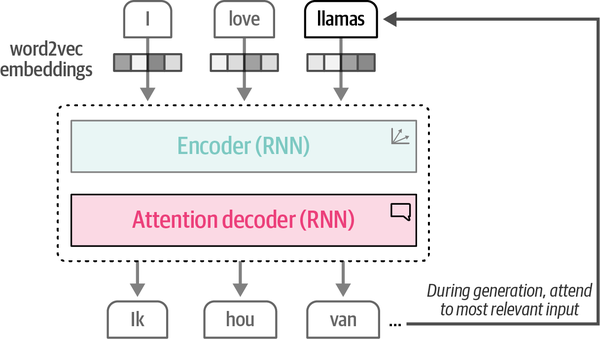 I love llamas
word2vec
embeddings
Encoder (RNN)
Attention decoder (RNN)
Ik hou van ...
During generation, attend
to most relevant input